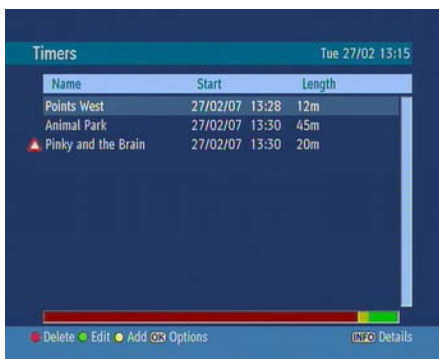 Timers Tue 27/02 13:15
Name Start Length
Points West 27/02/07 13:28 12m
Animal Park 27/02/07 13:30 45m
Pinky and the Brain 27/02/07 13:30 20m
Delete Edit Add OK Options INFO Details